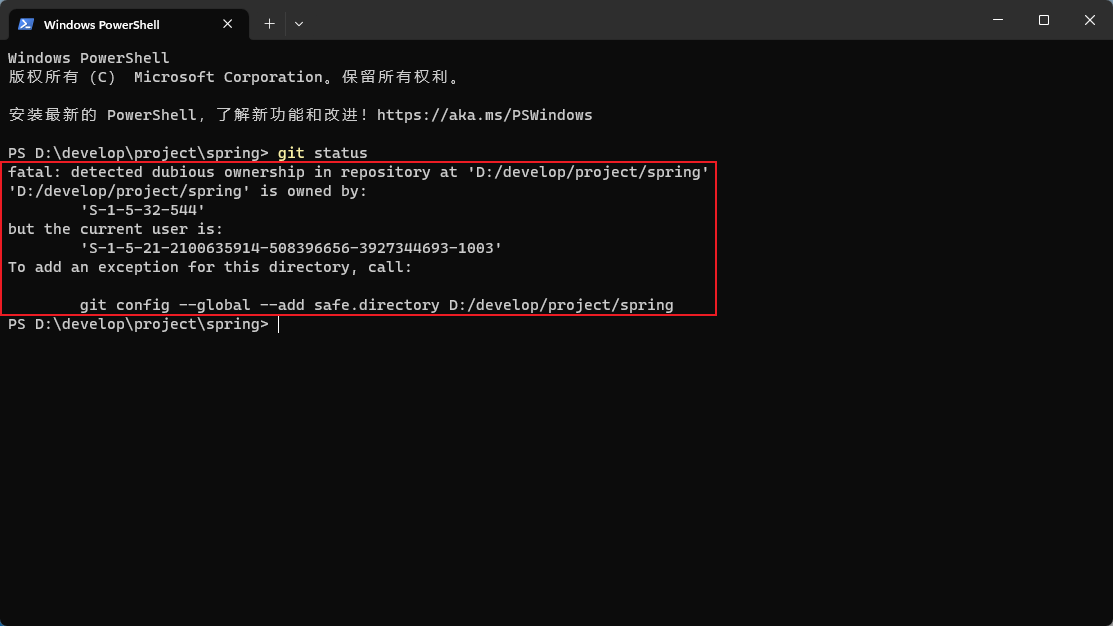 Windows PowerShell
Windows PowerShell
版权所有 (C)  Microsoft Corporation。保留所有权利。
安装最新的 PowerShell，了解新功能和改进！https://aka.ms/PSWindows
PS D:\develop\project\spring> git status
fatal: detected dubious ownership in repository at 'D:/develop/project/spring'
'D:/develop/project/spring' is owned by:
        'S-1-5-32-544'
but the current user is:
        'S-1-5-21-2100635914-508396656-3927344693-1003'
To add an exception for this directory, call:
        git config --global --add safe.directory D:/develop/project/spring
PS D:\develop\project\spring>